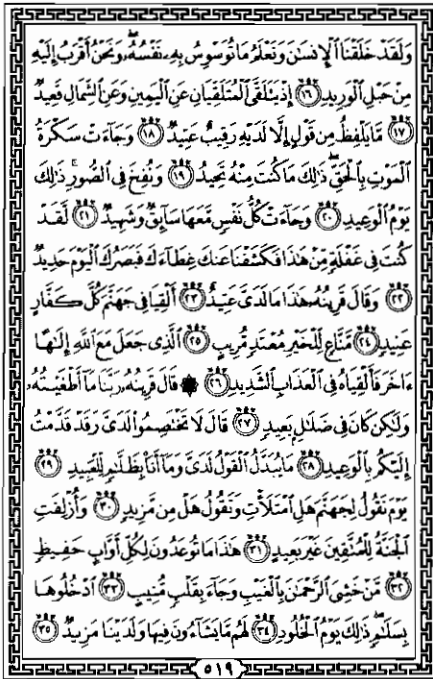 وَلَقَدْ خَلَقْنَا ٱلْإِنسَٰنَ وَنَعْلَمُ مَا تُوَسْوِسُ بِهِۦ نَفْسُهُۥ ۖ وَنَحْنُ أَقْرَبُ إِلَيْهِ
مِنْ حَبْلِ ٱلْوَرِيدِ ١٦ إِذْ يَتَلَقَّى ٱلْمُتَلَقِّيَانِ عَنِ ٱلْيَمِينِ وَعَنِ ٱلشِّمَالِ قَعِيدٌ
١٧ مَّا يَلْفِظُ مِن قَوْلٍ إِلَّا لَدَيْهِ رَقِيبٌ عَتِيدٌ ١٨ وَجَآءَتْ سَكْرَةُ
ٱلْمَوْتِ بِٱلْحَقِّ ۖ ذَٰلِكَ مَا كُنتَ مِنْهُ تَحِيدُ ١٩ وَنُفِخَ فِى ٱلصُّورِ ۚ ذَٰلِكَ
يَوْمُ ٱلْوَعِيدِ ٢٠ وَجَآءَتْ كُلُّ نَفْسٍ مَّعَهَا سَآئِقٌ وَشَهِيدٌ ٢١ لَّقَدْ
كُنتَ فِى غَفْلَةٍ مِّنْ هَٰذَا فَكَشَفْنَا عَنكَ غِطَآءَكَ فَبَصَرُكَ ٱلْيَوْمَ حَدِيدٌ
٢٢ وَقَالَ قَرِينُهُۥ هَٰذَا مَا لَدَىَّ عَتِيدٌ ٢٣ أَلْقِيَا فِى جَهَنَّمَ كُلَّ كَفَّارٍ
عَنِيدٍ ٢٤ مَّنَّاعٍ لِّلْخَيْرِ مُعْتَدٍ مُّرِيبٍ ٢٥ ٱلَّذِى جَعَلَ مَعَ ٱللَّهِ إِلَٰهًا
ءَاخَرَ فَأَلْقِيَاهُ فِى ٱلْعَذَابِ ٱلشَّدِيدِ ٢٦ ۞ قَالَ قَرِينُهُۥ رَبَّنَا مَآ أَطْغَيْتُهُۥ
وَلَٰكِن كَانَ فِى ضَلَٰلٍۭ بَعِيدٍ ٢٧ قَالَ لَا تَخْتَصِمُوا۟ لَدَىَّ وَقَدْ قَدَّمْتُ
إِلَيْكُم بِٱلْوَعِيدِ ٢٨ مَا يُبَدَّلُ ٱلْقَوْلُ لَدَىَّ وَمَآ أَنَا۠ بِظَلَّٰمٍ لِّلْعَبِيدِ ٢٩
يَوْمَ نَقُولُ لِجَهَنَّمَ هَلِ ٱمْتَلَأْتِ وَتَقُولُ هَلْ مِن مَّزِيدٍ ٣٠ وَأُزْلِفَتِ
ٱلْجَنَّةُ لِلْمُتَّقِينَ غَيْرَ بَعِيدٍ ٣١ هَٰذَا مَا تُوعَدُونَ لِكُلِّ أَوَّابٍ حَفِيظٍ
٣٢ مَّنْ خَشِىَ ٱلرَّحْمَٰنَ بِٱلْغَيْبِ وَجَآءَ بِقَلْبٍ مُّنِيبٍ ٣٣ ٱدْخُلُوهَا
بِسَلَٰمٍ ۖ ذَٰلِكَ يَوْمُ ٱلْخُلُودِ ٣٤ لَهُم مَّا يَشَآءُونَ فِيهَا وَلَدَيْنَا مَزِيدٌ ٣٥
٥١٩